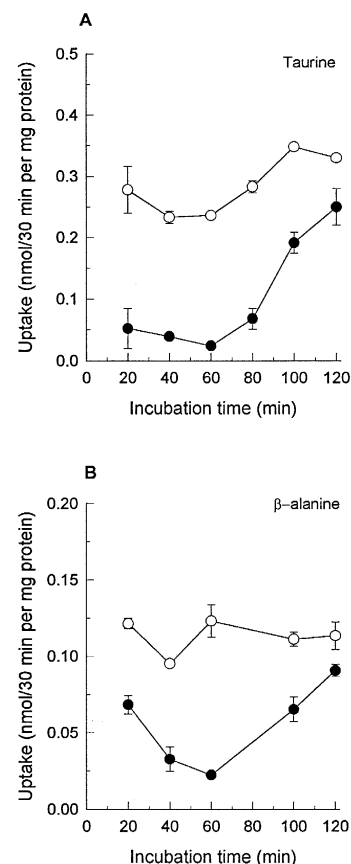 A
Taurine
Uptake (nmol/30 min per mg protein)
0.5
0.4
0.3
0.2
0.1
0.0
0 20 40 60 80 100 120
Incubation time (min)
B
β–alanine
Uptake (nmol/30 min per mg protein)
0.20
0.15
0.10
0.05
0.00
0 20 40 60 80 100 120
Incubation time (min)